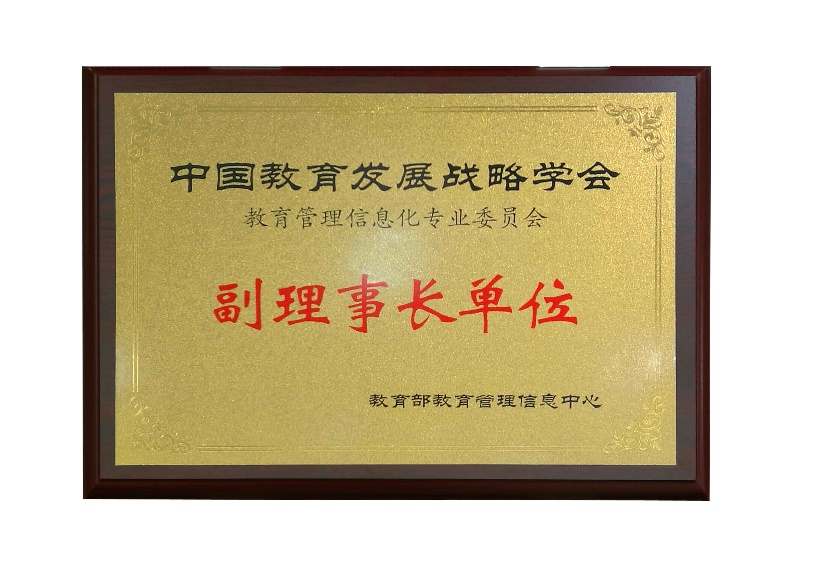 中国教育发展战略学会
教育管理信息化专业委员会
副理事长单位
教育部教育管理信息中心